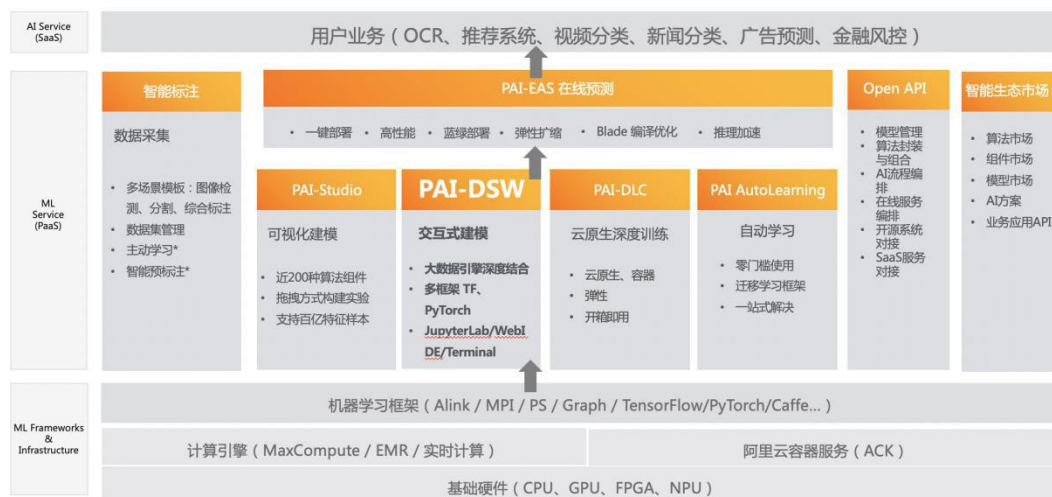 AI Service
(SaaS)
用户业务（OCR、推荐系统、视频分类、新闻分类、广告预测、金融风控）
ML
Service
(PaaS)
智能标注
数据采集
• 多场景模板：图像检
测、分割、综合标注
• 数据集管理
• 主动学习*
• 智能预标注*
PAI-EAS 在线预测
• 一键部署 • 高性能 • 蓝绿部署 • 弹性扩缩 • Blade 编译优化 • 推理加速
PAI-Studio
可视化建模
• 近200种算法组件
• 拖拽方式构建实验
• 支持百亿特征样本
PAI-DSW
交互式建模
• 大数据引擎深度结合
• 多框架 TF、
PyTorch
• JupyterLab/WebI
DE/Terminal
PAI-DLC
云原生深度训练
• 云原生、容器
• 弹性
• 开箱即用
PAI AutoLearning
自动学习
• 零门槛使用
• 迁移学习框架
• 一站式解决
Open API
• 模型管理
• 算法封装
与组合
• AI流程编
排
• 在线服务
编排
• 开源系统
对接
• SaaS服务
对接
智能生态市场
• 算法市场
• 组件市场
• 模型市场
• AI方案
• 业务应用API
ML Frameworks
&
Infrastructure
机器学习框架（Alink / MPI / PS / Graph / TensorFlow/PyTorch/Caffe...）
计算引擎（MaxCompute / EMR / 实时计算）
阿里云容器服务（ACK）
基础硬件（CPU、GPU、FPGA、NPU）